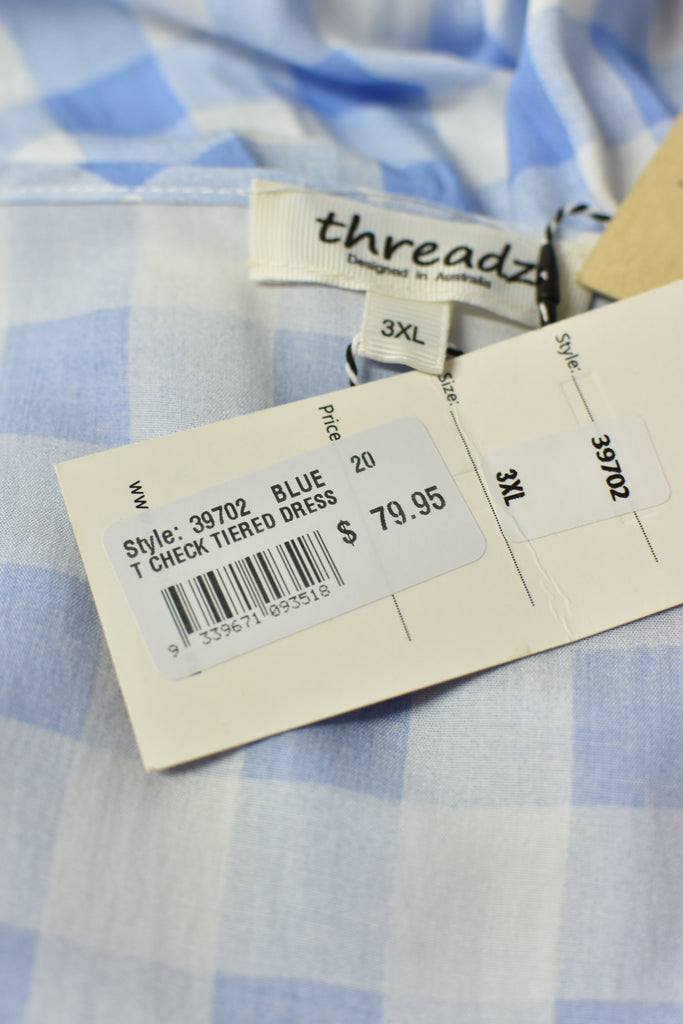 threadz
Designed in Australia
3XL
Style:
39702
Size:
3XL
Price
ww
Style: 39702 BLUE 20
T CHECK TIERED DRESS
$ 79.95
9 339671 093518